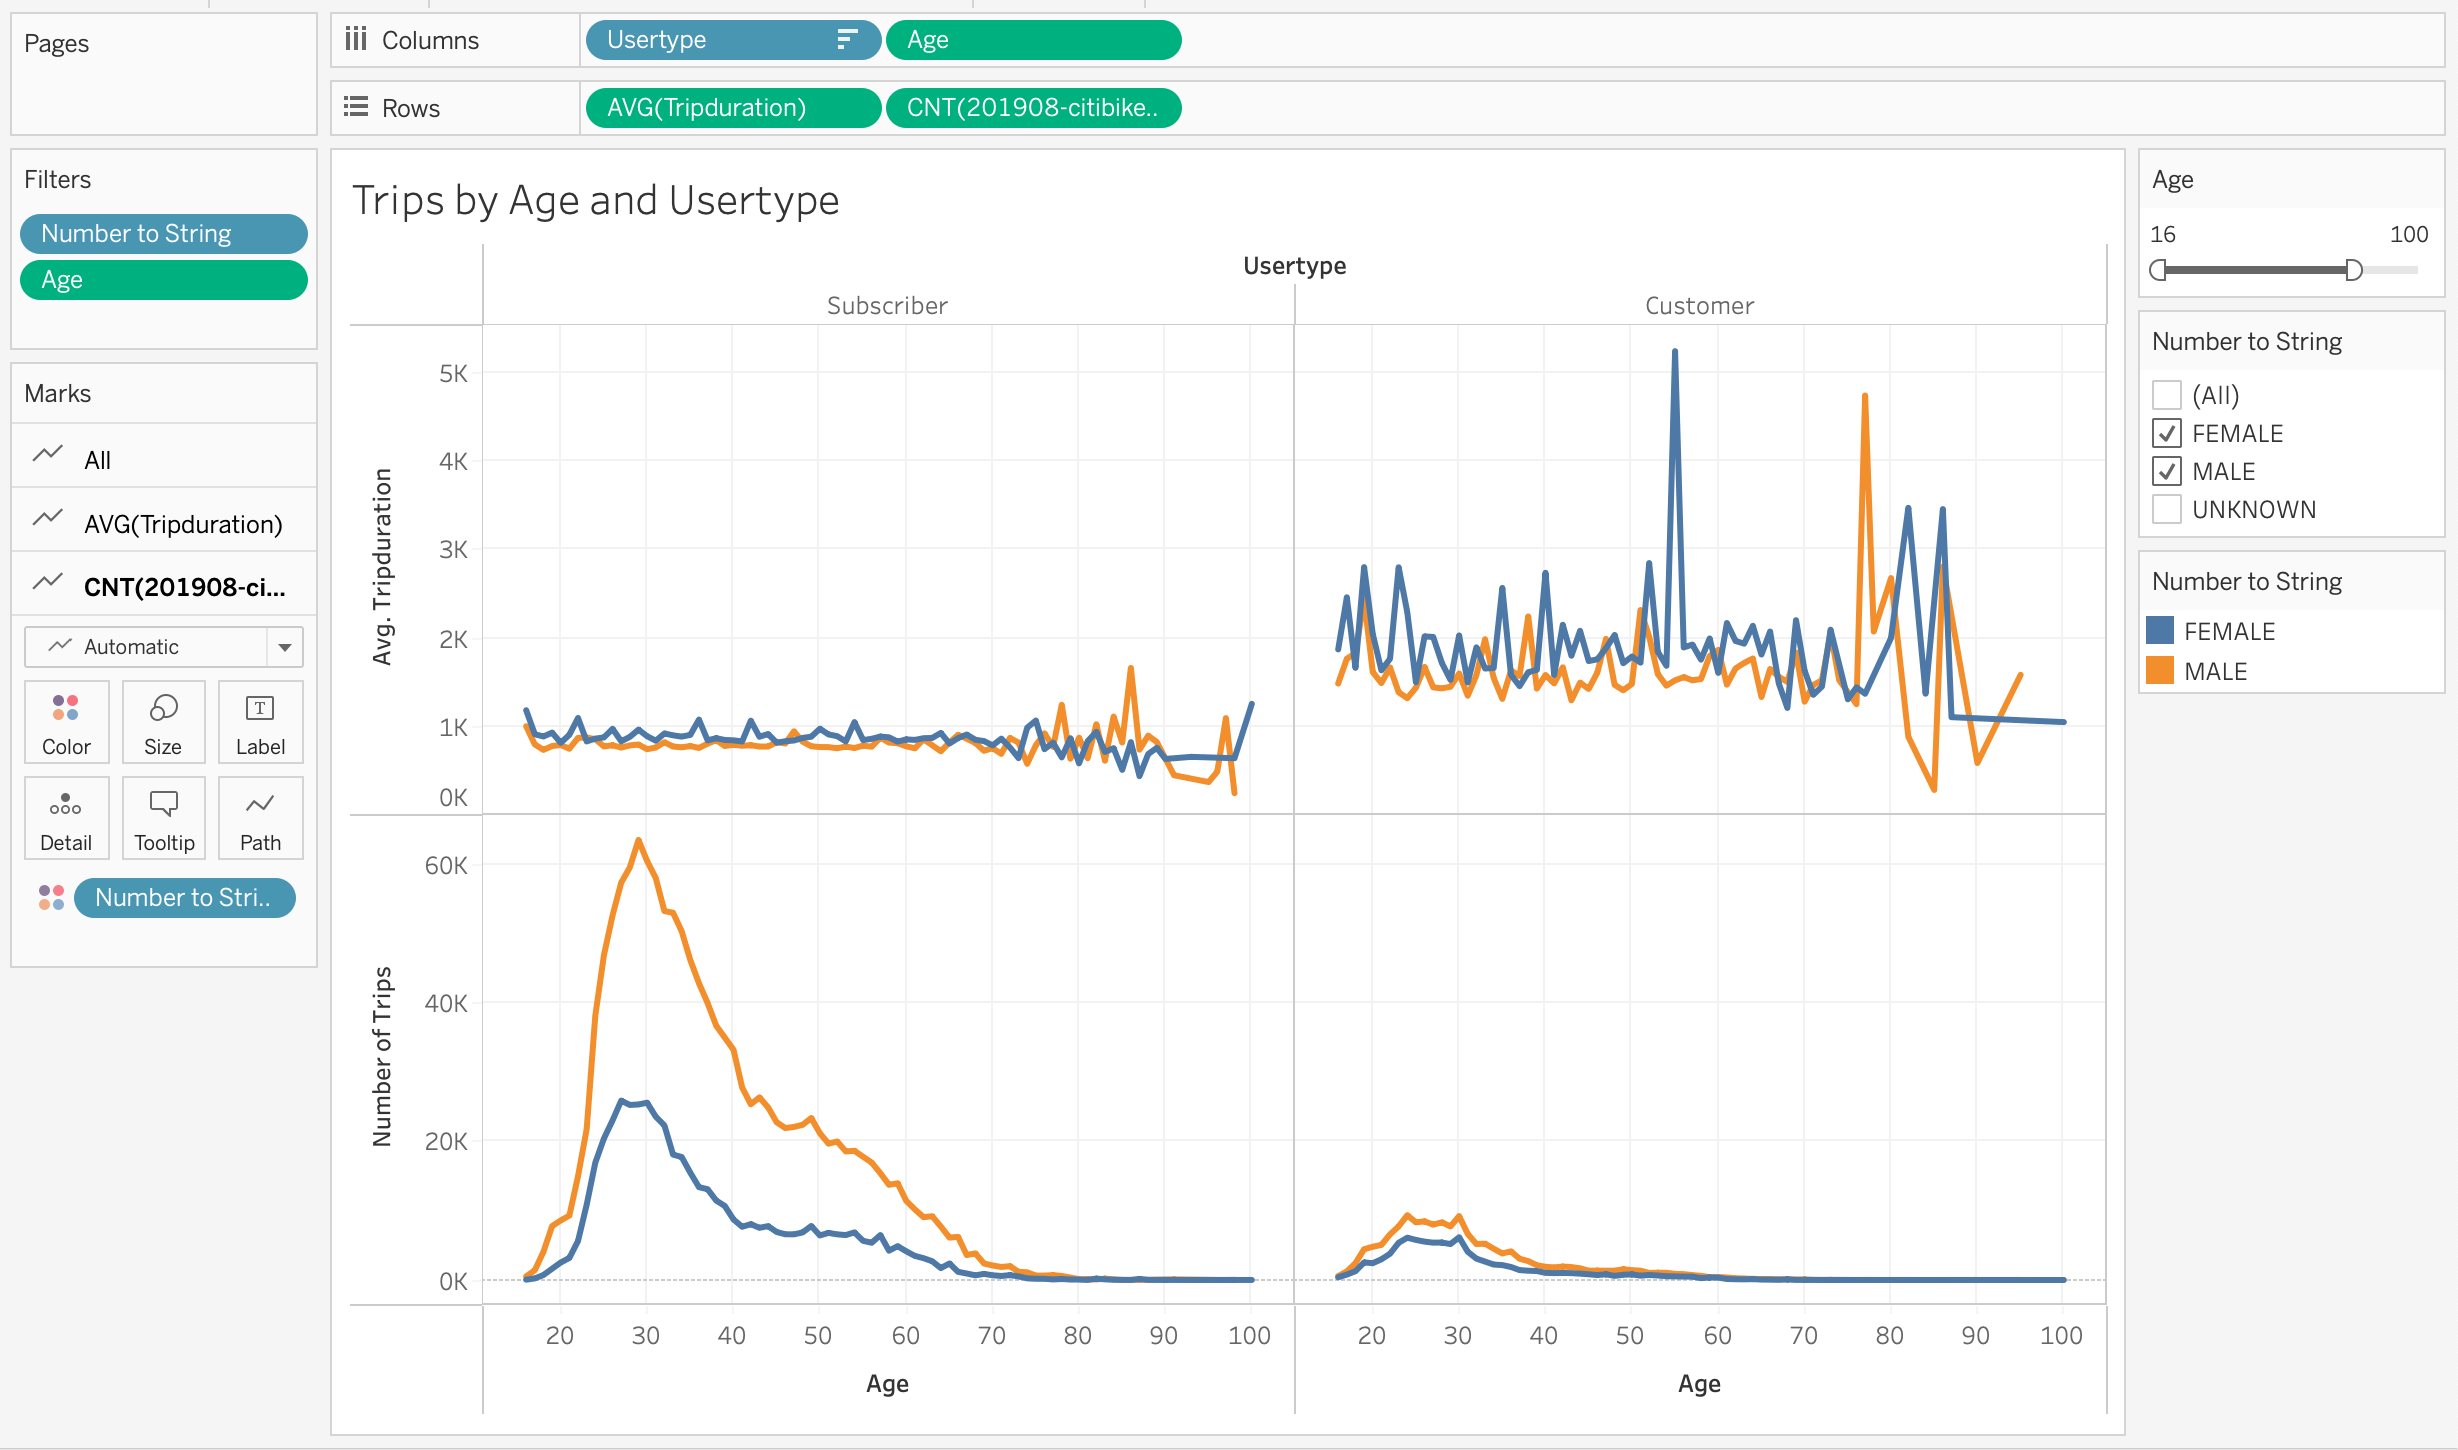 Pages
Columns
Usertype
Age
Rows
AVG(Tripduration)
CNT(201908-citibike..
Filters
Number to String
Age
Marks
All
AVG(Tripduration)
CNT(201908-ci...
Automatic
Color
Size
Label
Detail
Tooltip
Path
Number to Stri..
Trips by Age and Usertype
Usertype
Subscriber
Customer
Avg. Tripduration
5K
4K
3K
2K
1K
0K
Number of Trips
60K
40K
20K
0K
20 30 40 50 60 70 80 90 100
20 30 40 50 60 70 80 90 100
Age
Age
Age
16
100
Number to String
(All)
FEMALE
MALE
UNKNOWN
Number to String
FEMALE
MALE